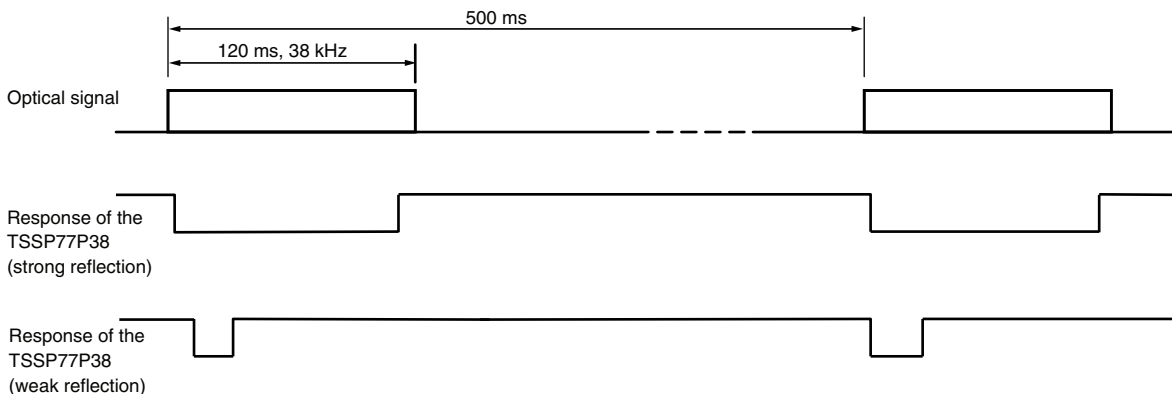 500 ms
120 ms, 38 kHz
Optical signal
Response of the
TSSP77P38
(strong reflection)
Response of the
TSSP77P38
(weak reflection)